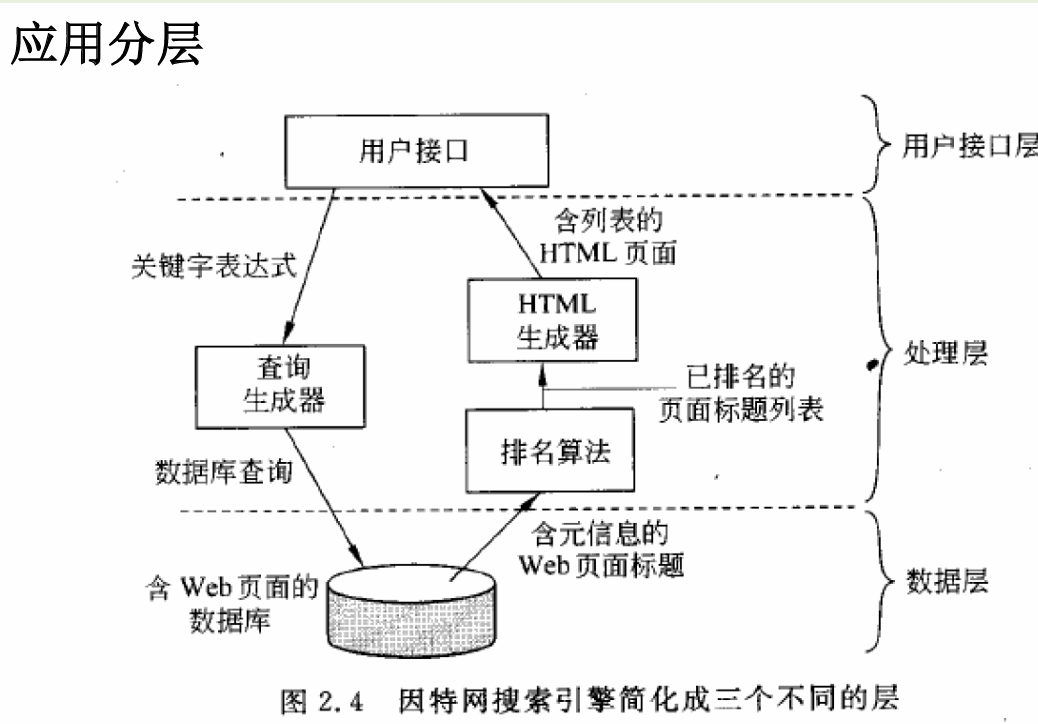 应用分层
用户接口
用户接口层
含列表的
HTML 页面
关键字表达式
HTML
生成器
查询
生成器
处理层
已排名的
页面标题列表
排名算法
数据库查询
含元信息的
Web 页面标题
含 Web 页面的
数据库
数据层
图 2.4 因特网搜索引擎简化成三个不同的层